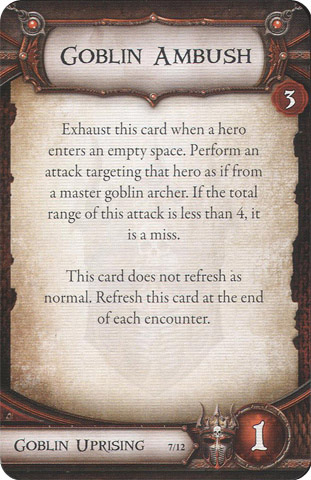 Goblin Ambush
3
Exhaust this card when a hero
enters an empty space. Perform an
attack targeting that hero as if from
a master goblin archer. If the total
range of this attack is less than 4, it
is a miss.
This card does not refresh as
normal. Refresh this card at the end
of each encounter.
Goblin Uprising 7/12
1